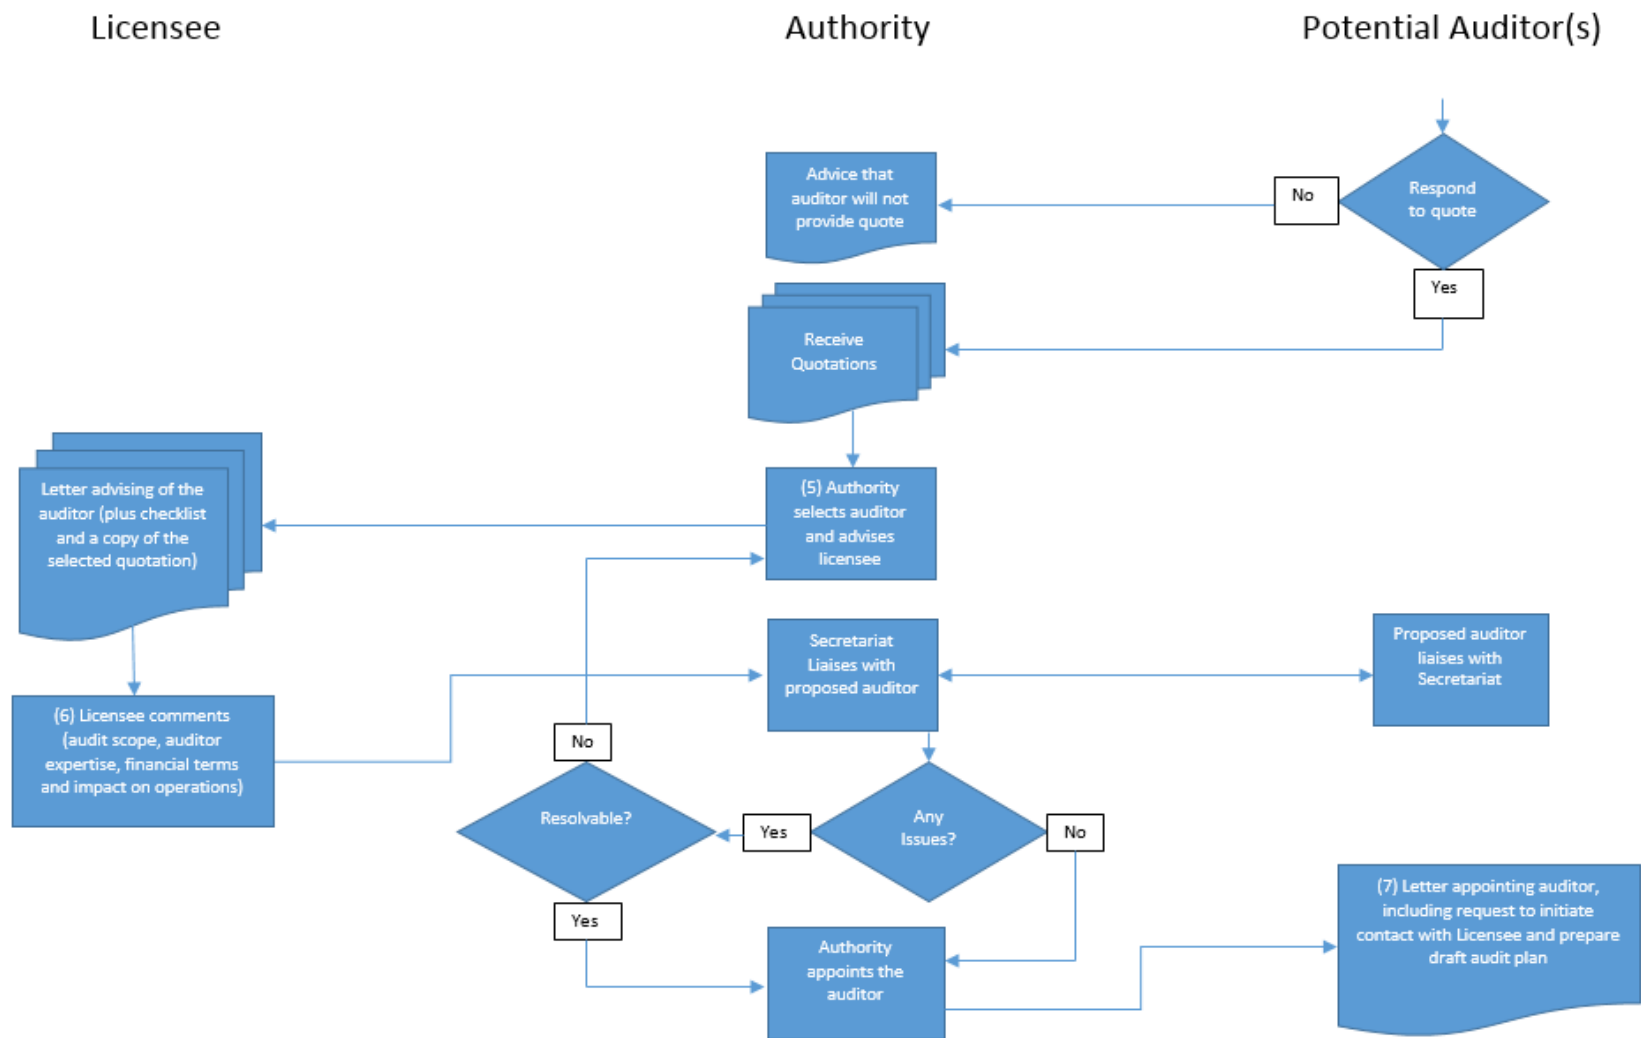 Licensee
Authority
Potential Auditor(s)
Advice that
auditor will not
provide quote
No
Respond
to quote
Yes
Receive
Quotations
Letter advising of the
auditor (plus checklist
and a copy of the
selected quotation)
(5) Authority
selects auditor
and advises
licensee
Secretariat
Liaises with
proposed auditor
Proposed auditor
liaises with
Secretariat
(6) Licensee comments
(audit scope, auditor
expertise, financial terms
and impact on operations)
No
Resolvable?
Yes
Any
Issues?
No
Yes
Authority
appoints the
auditor
(7) Letter appointing auditor,
including request to initiate
contact with Licensee and prepare
draft audit plan